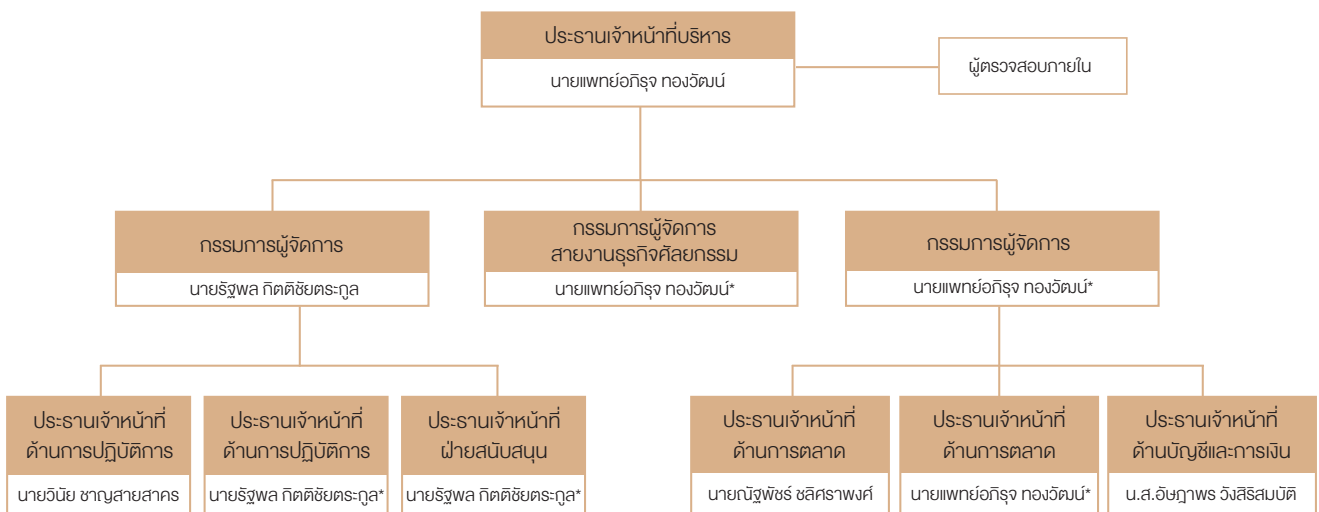 ประธานเจ้าหน้าที่บริหาร
นายแพทย์อภิรุจ ทองวัฒน์
ผู้ตรวจสอบภายใน
กรรมการผู้จัดการ
นายรัฐพล กิตติชัยตระกูล
กรรมการผู้จัดการ
สายงานธุรกิจศัลยกรรม
นายแพทย์อภิรุจ ทองวัฒน์*
กรรมการผู้จัดการ
นายแพทย์อภิรุจ ทองวัฒน์*
ประธานเจ้าหน้าที่
ด้านการปฏิบัติการ
นายวินัย ชาญสายสาคร
ประธานเจ้าหน้าที่
ด้านการปฏิบัติการ
นายรัฐพล กิตติชัยตระกูล*
ประธานเจ้าหน้าที่
ฝ่ายสนับสนุน
นายรัฐพล กิตติชัยตระกูล*
ประธานเจ้าหน้าที่
ด้านการตลาด
นายณัฐพัชร์ ชลิศราพงศ์
ประธานเจ้าหน้าที่
ด้านการตลาด
นายแพทย์อภิรุจ ทองวัฒน์*
ประธานเจ้าหน้าที่
ด้านบัญชีและการเงิน
น.ส.อัษฎาพร วังสิริสมบัติ